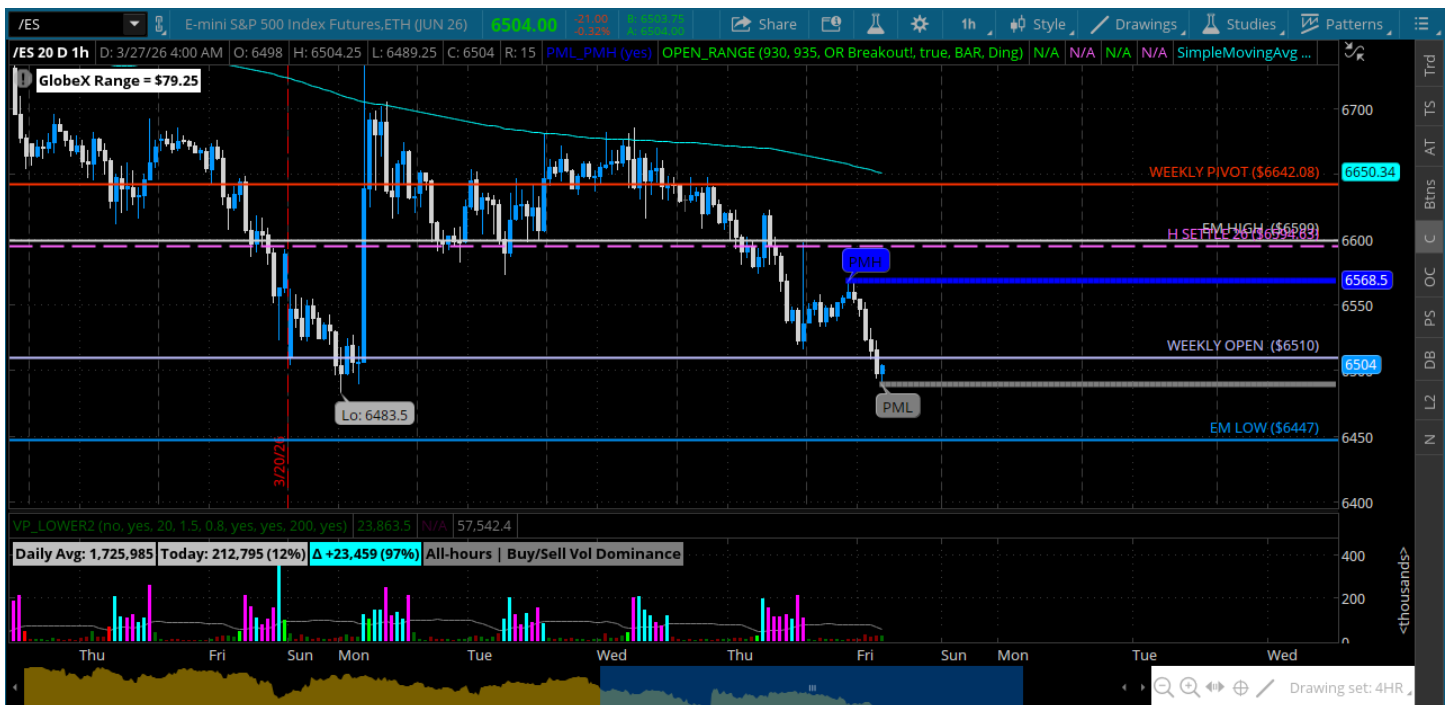 /ES E-mini S&P 500 Index Futures,ETH (JUN 26) 6504.00 -21.00 -0.32% B: 6503.75 A: 6504.00 Share 1h Style Drawings Studies Patterns
/ES 20 D 1h D: 3/27/26 4:00 AM O: 6498 H: 6504.25 L: 6489.25 C: 6504 R: 15 PML_PMH (yes) OPEN_RANGE (930, 935, OR Breakout!, true, BAR, Ding) N/A N/A N/A N/A SimpleMovingAvg ...
GlobeX Range = $79.25
6700
WEEKLY PIVOT ($6642.08)
6650.34
EM HIGH ($6599)
6600
H SETTLE 26 ($6594.63)
PMH
6568.5
6550
WEEKLY OPEN ($6510)
6504
6500
PML
Lo: 6483.5
EM LOW ($6447)
6450
3/20/26
6400
VP_LOWER2 (no, yes, 20, 1.5, 0.8, yes, yes, 200, yes) 23,863.5 N/A 57,542.4
Daily Avg: 1,725,985 Today: 212,795 (12%) Δ +23,459 (97%) All-hours | Buy/Sell Vol Dominance
400
200
0
<thousands>
Thu Fri Sun Mon Tue Wed Thu Fri Sun Mon Tue Wed
Drawing set: 4HR
Trd
TS
AT
Btns
C
OC
PS
DB
L2
N